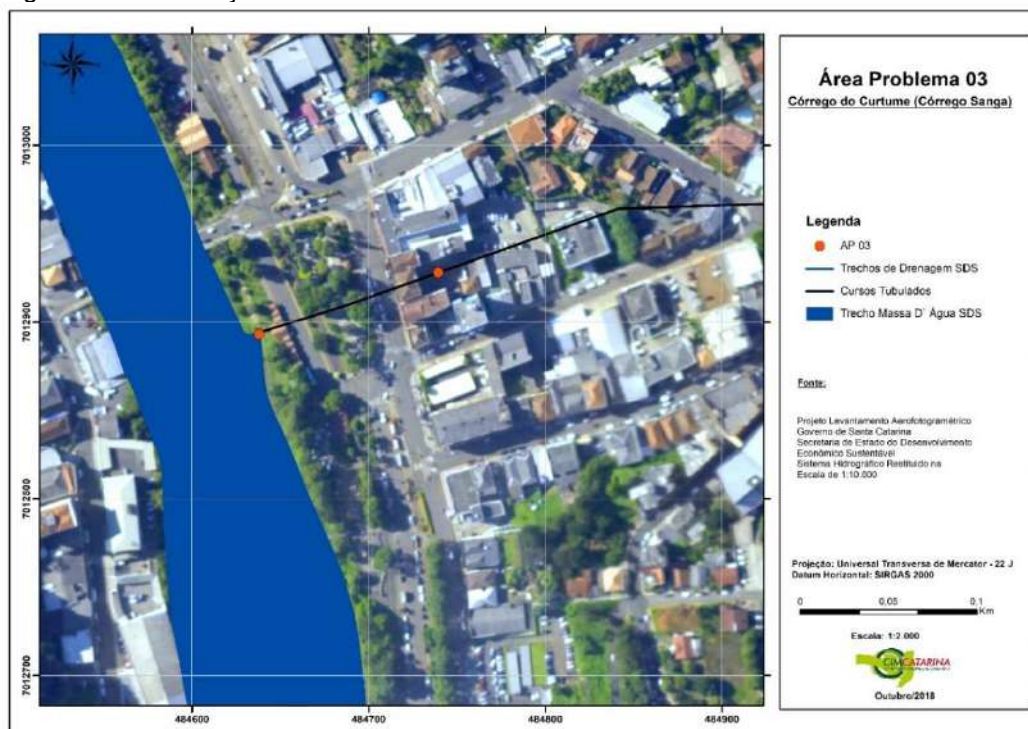 Área Problema 03
Córrego do Curtume (Córrego Sanga)
Legenda
AP 03
Trechos de Drenagem SDS
Cursos Tubulados
Trecho Massa D´ Água SDS
Fonte:
Projeto Levantamento Aerofotogramétrico
Governo de Santa Catarina
Secretaria de Estado do Desenvolvimento
Econômico Sustentável
Sistema Hidrográfico Restituído na
Escala de 1:10.000
Projeção: Universal Transversa de Mercator - 22 J
Datum Horizontal: SIRGAS 2000
0 0,05 0,1
Km
Escala: 1:2.000
CIMCATARINA
Outubro/2018
7013000
7012900
7012800
7012700
484600 484700 484800 484900